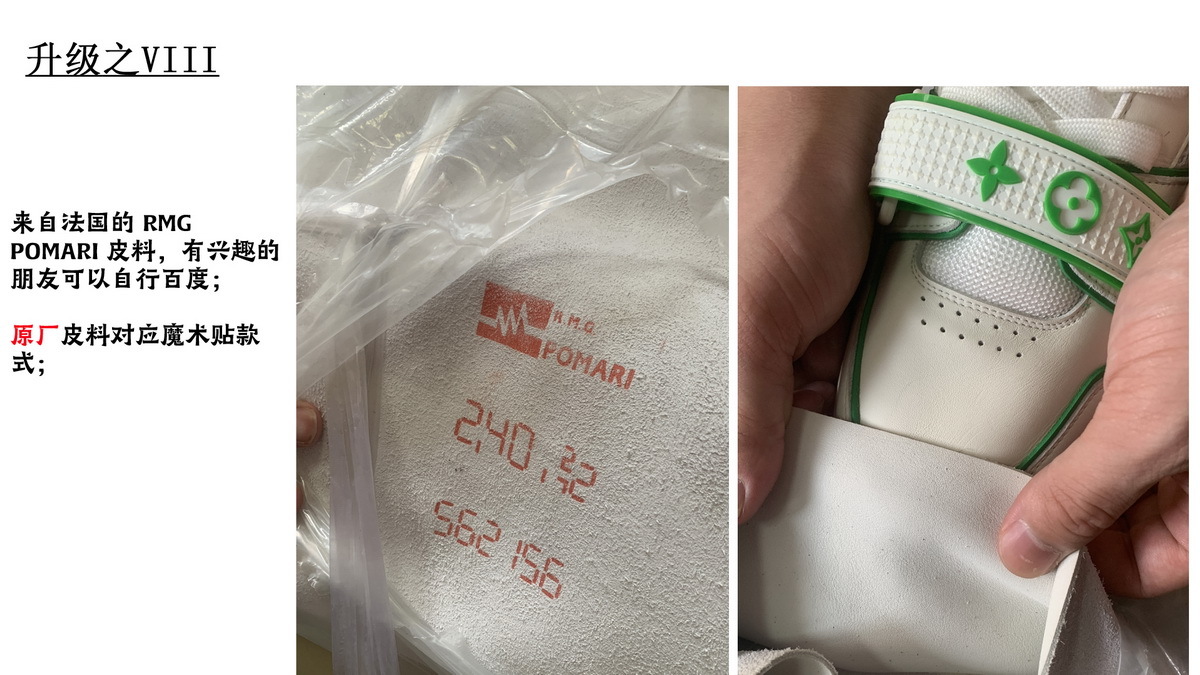 升级之VIII
来自法国的 RMG
POMARI 皮料，有兴趣的
朋友可以自行百度；
原厂皮料对应魔术贴款
式；
R.M.G.
POMARI
562 156